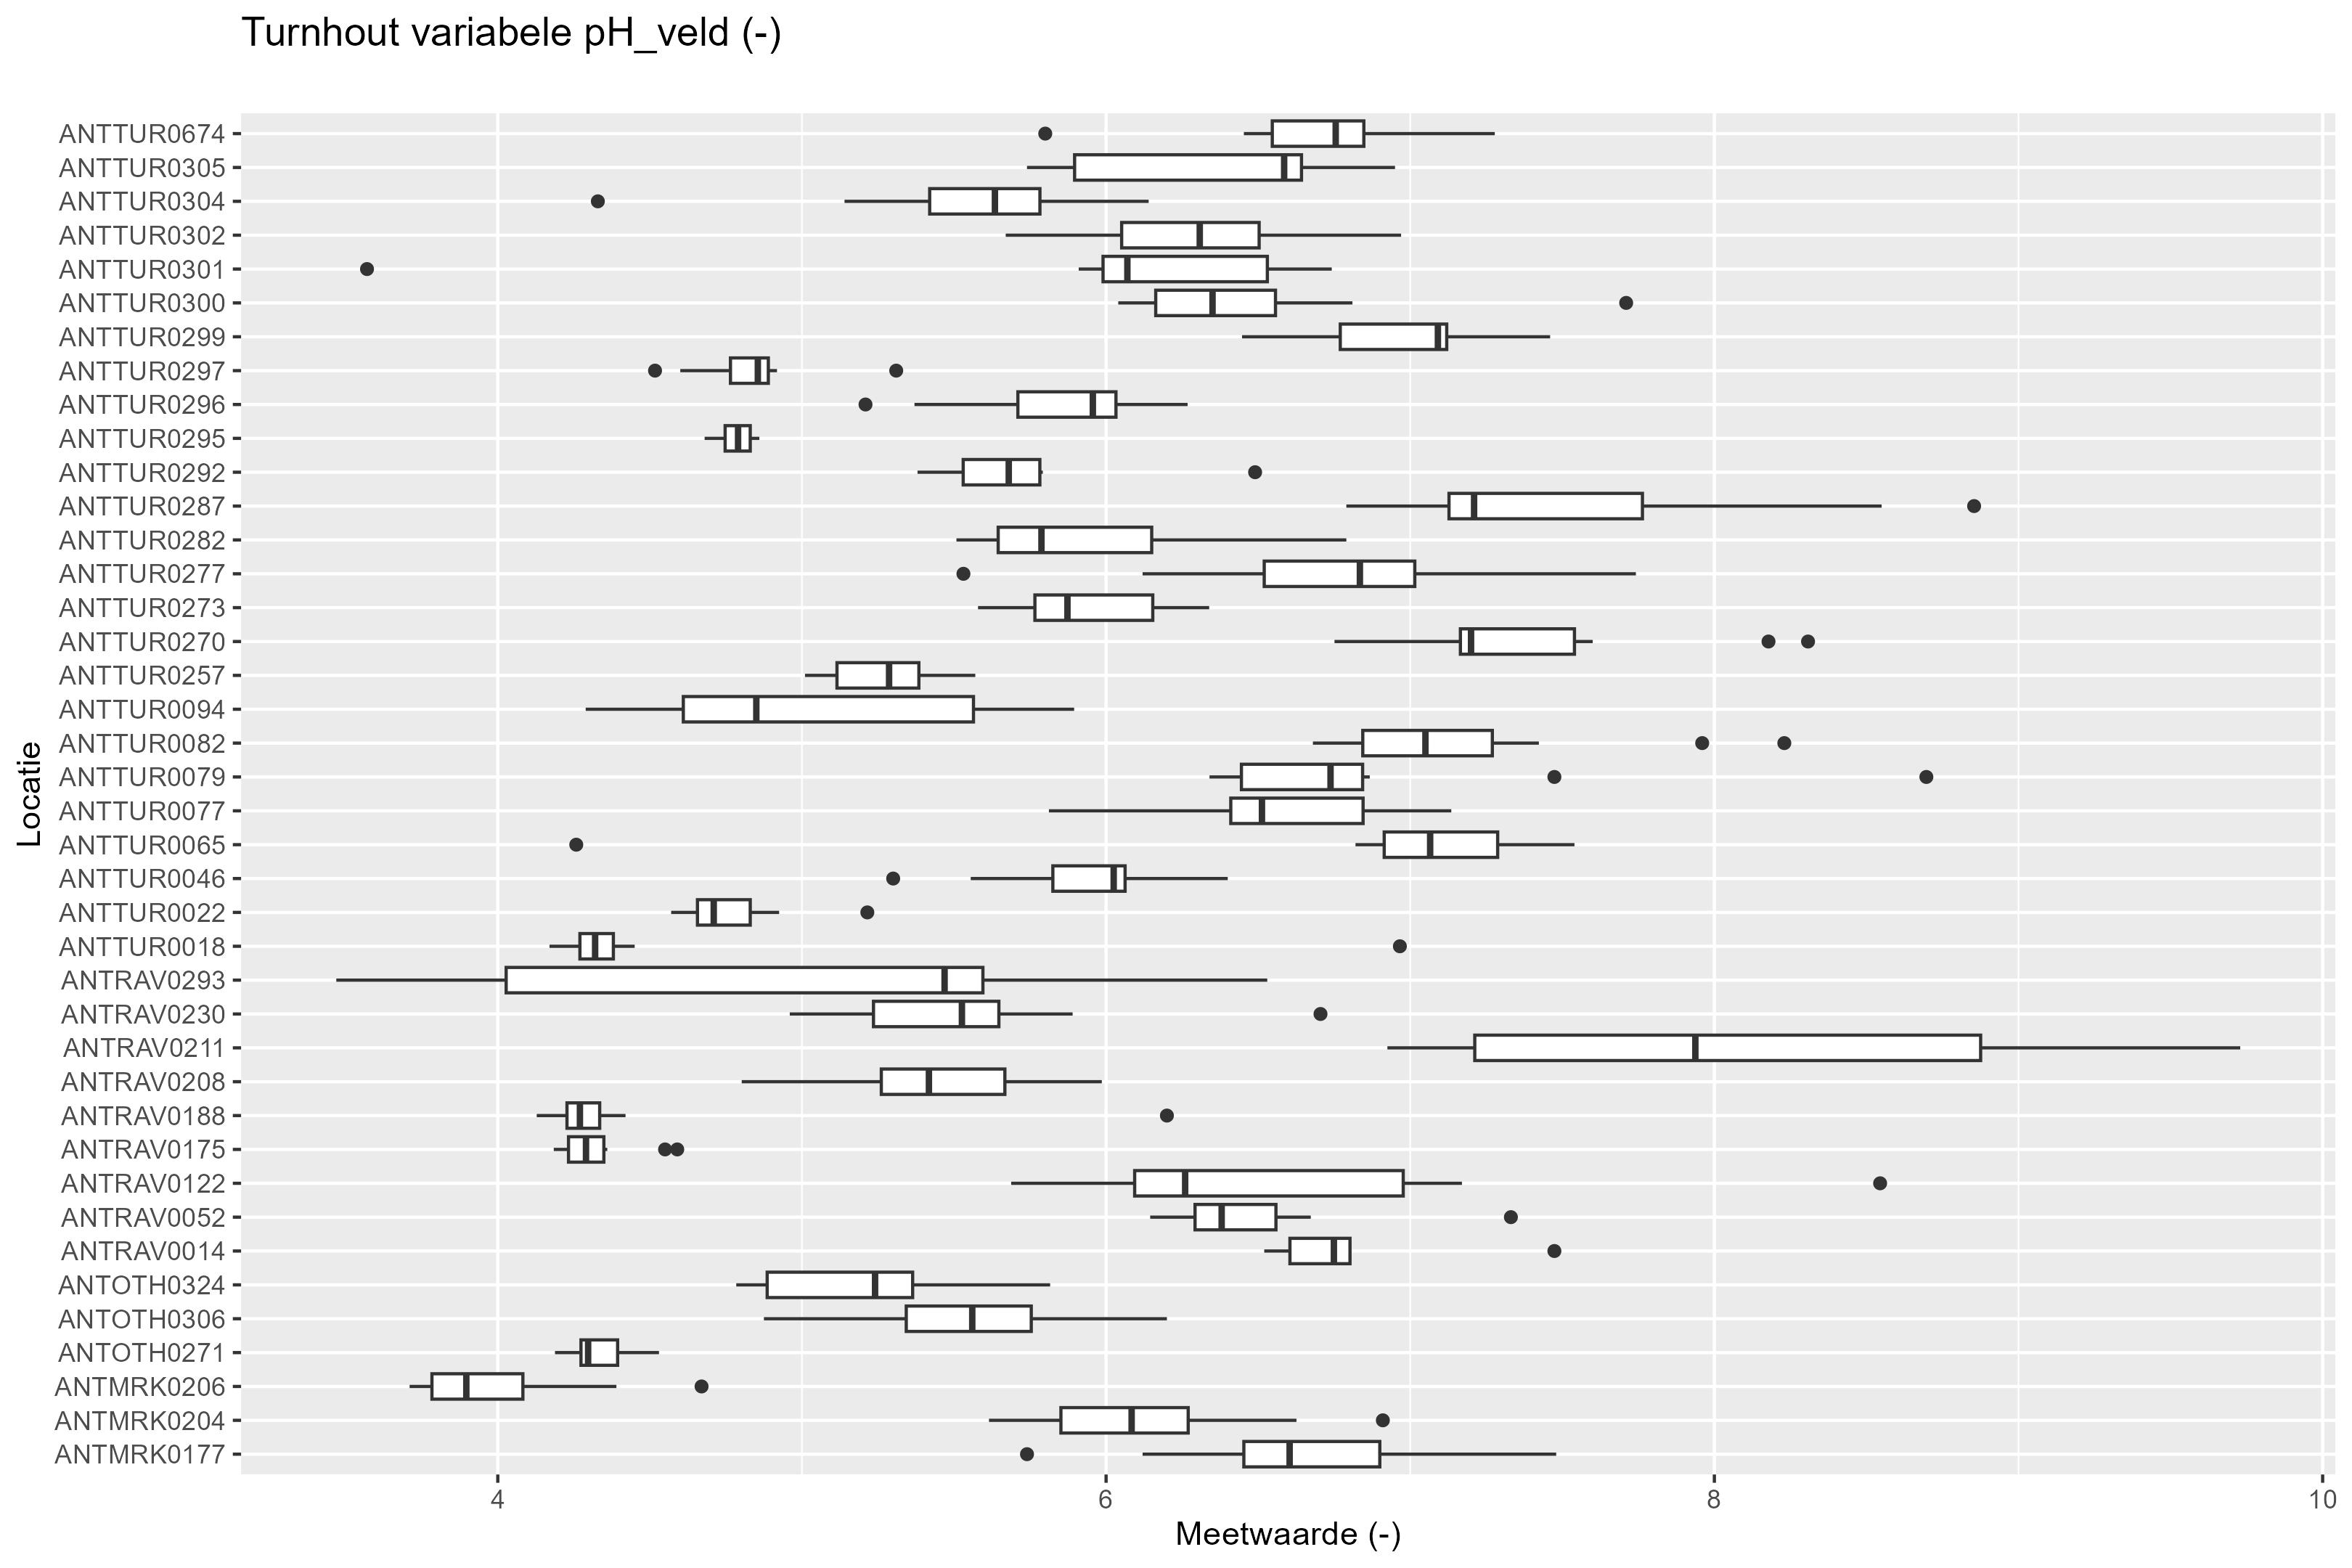 Turnhout variabele pH_veld (-)
ANTTUR0674
ANTTUR0305
ANTTUR0304
ANTTUR0302
ANTTUR0301
ANTTUR0300
ANTTUR0299
ANTTUR0297
ANTTUR0296
ANTTUR0295
ANTTUR0292
ANTTUR0287
ANTTUR0282
ANTTUR0277
ANTTUR0273
ANTTUR0270
ANTTUR0257
ANTTUR0094
ANTTUR0082
ANTTUR0079
ANTTUR0077
ANTTUR0065
ANTTUR0046
ANTTUR0022
ANTTUR0018
ANTRAV0293
ANTRAV0230
ANTRAV0211
ANTRAV0208
ANTRAV0188
ANTRAV0175
ANTRAV0122
ANTRAV0052
ANTRAV0014
ANTOTH0324
ANTOTH0306
ANTOTH0271
ANTMRK0206
ANTMRK0204
ANTMRK0177
Locatie
4 6 8 10
Meetwaarde (-)